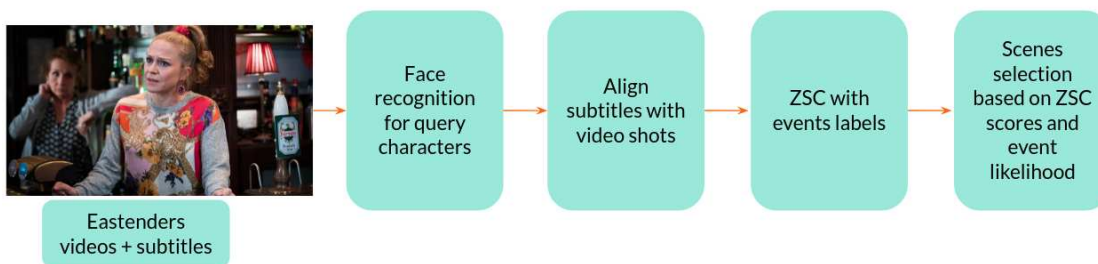 Eastenders
videos + subtitles
Face
recognition
for query
characters
Align
subtitles with
video shots
ZSC with
events labels
Scenes
selection
based on ZSC
scores and
event
likelihood